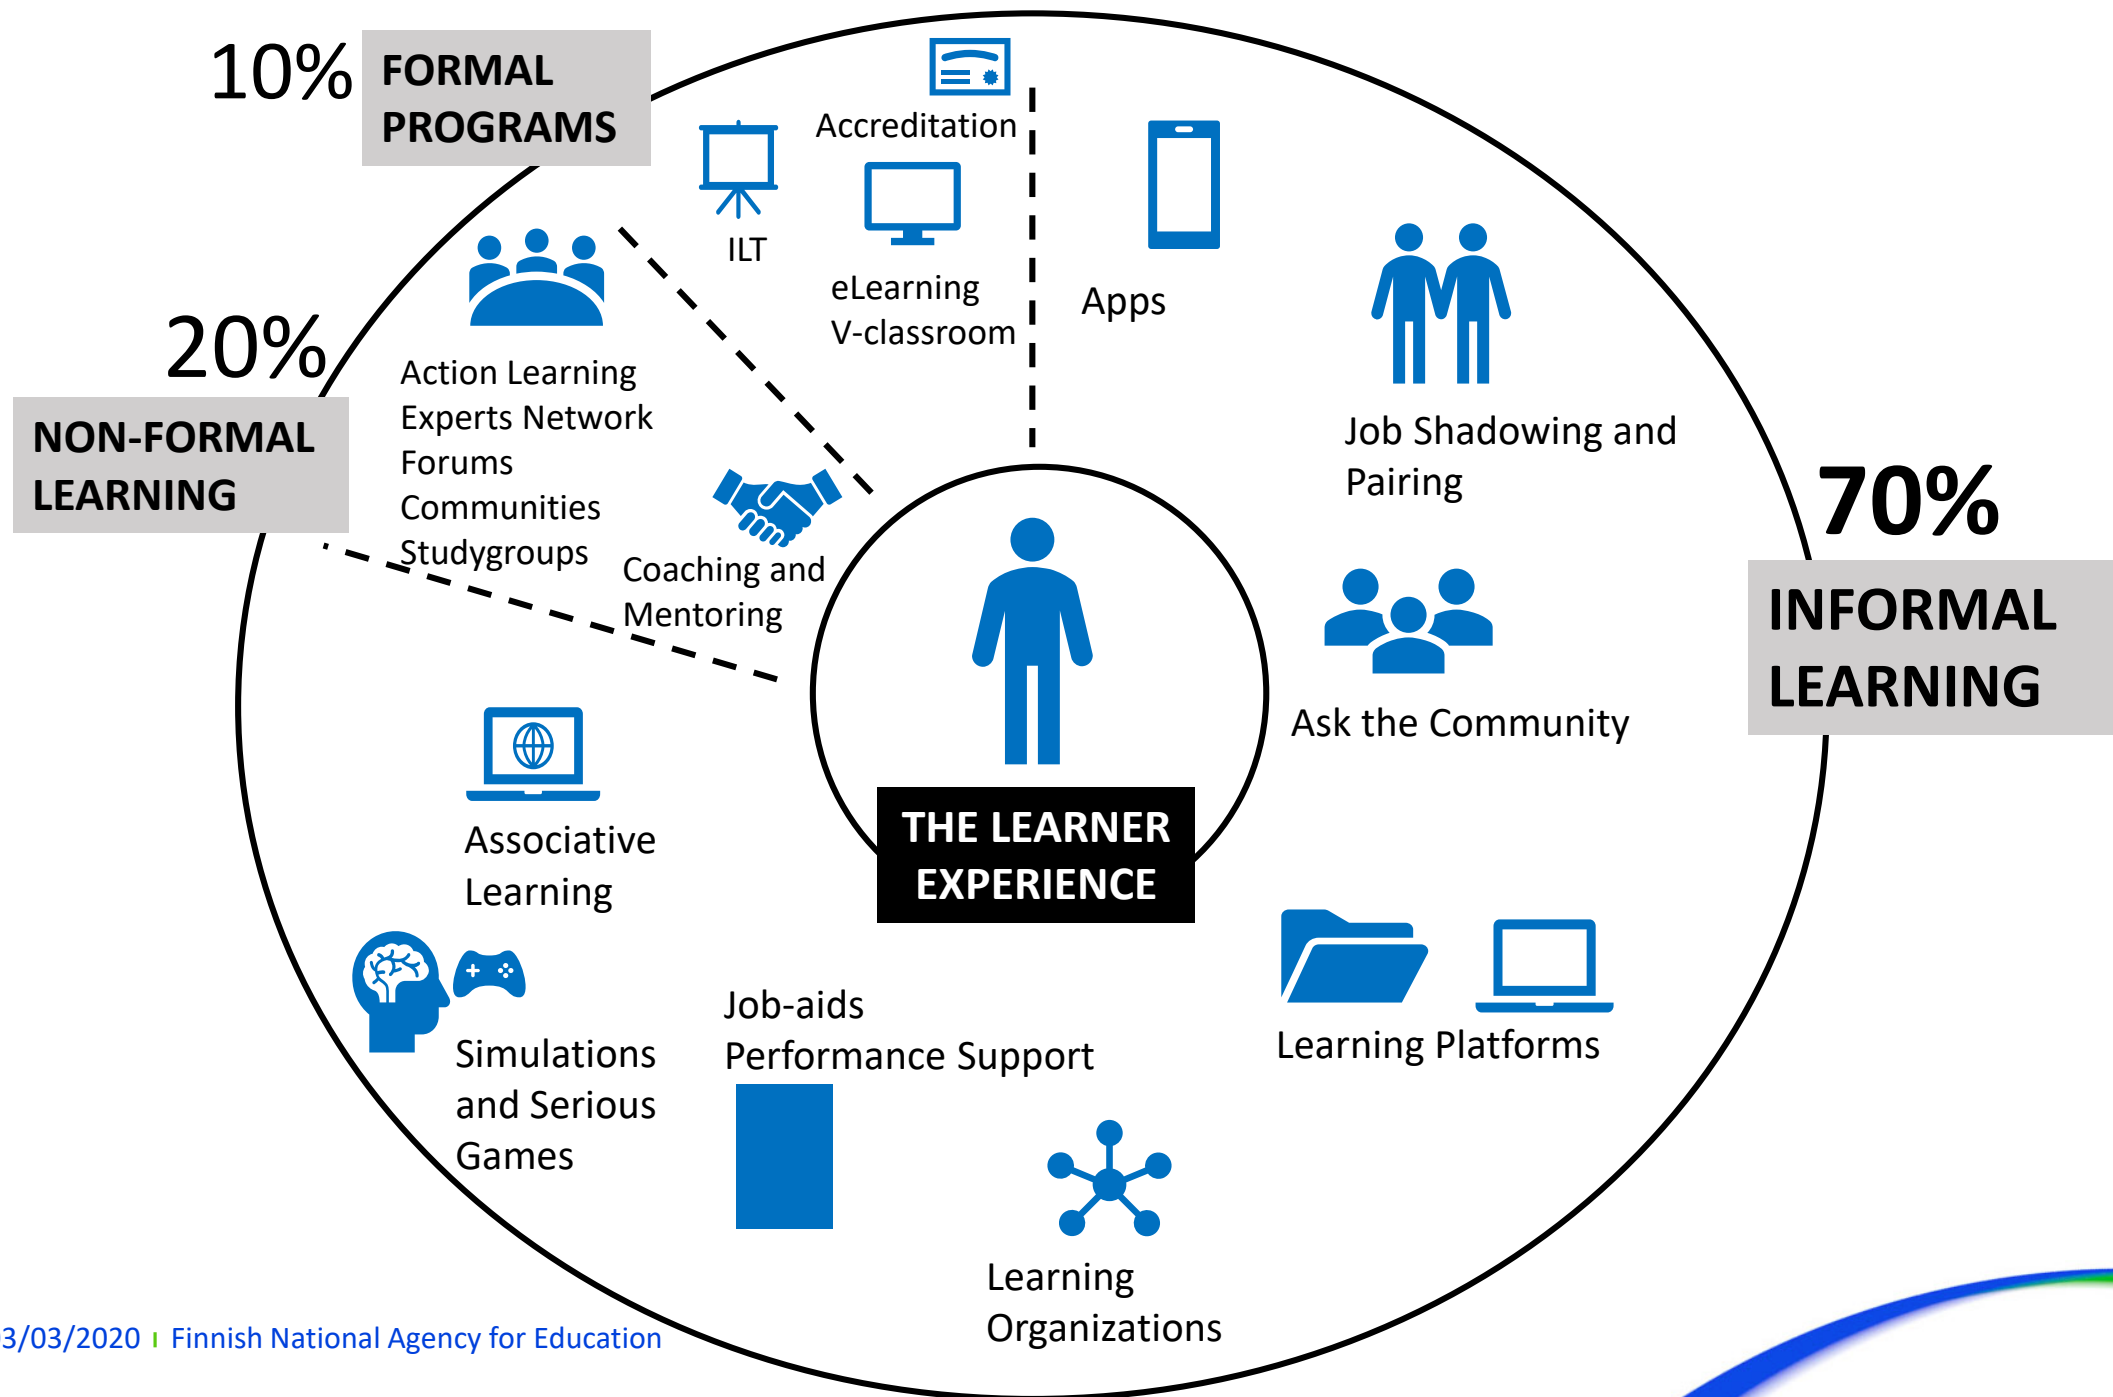 10%
FORMAL
PROGRAMS
Accreditation
ILT
eLearning
V-classroom
Apps
20%
NON-FORMAL
LEARNING
Action Learning
Experts Network
Forums
Communities
Studygroups
Coaching and
Mentoring
Job Shadowing and
Pairing
70%
INFORMAL
LEARNING
Ask the Community
THE LEARNER
EXPERIENCE
Associative
Learning
Simulations
and Serious
Games
Job-aids
Performance Support
Learning Platforms
Learning
Organizations
3/03/2020 ı Finnish National Agency for Education